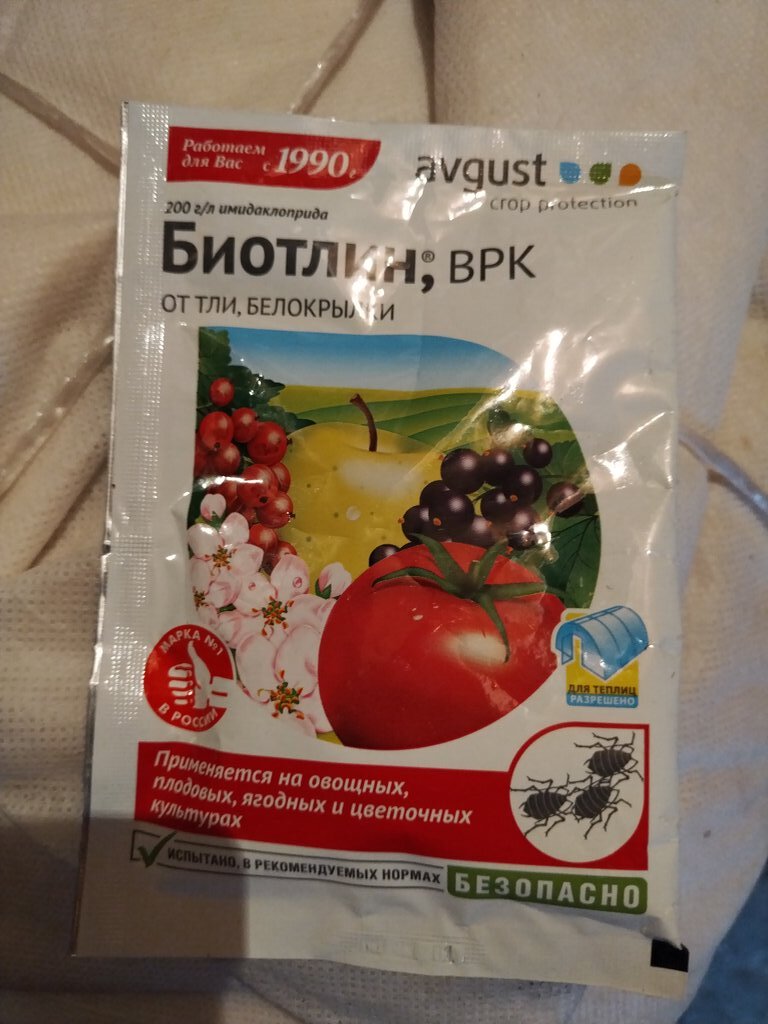 Работаем
для Вас с 1990г.
avgust
crop protection
200 г/л имидаклоприда
Биотлин®, ВРК
ОТ ТЛИ, БЕЛОКРЫЛКИ
МАРКА №1
В РОССИИ
ДЛЯ ТЕПЛИЦ
РАЗРЕШЕНО
Применяется на овощных,
плодовых, ягодных и цветочных
культурах
ИСПЫТАНО, В РЕКОМЕНДУЕМЫХ НОРМАХ БЕЗОПАСНО